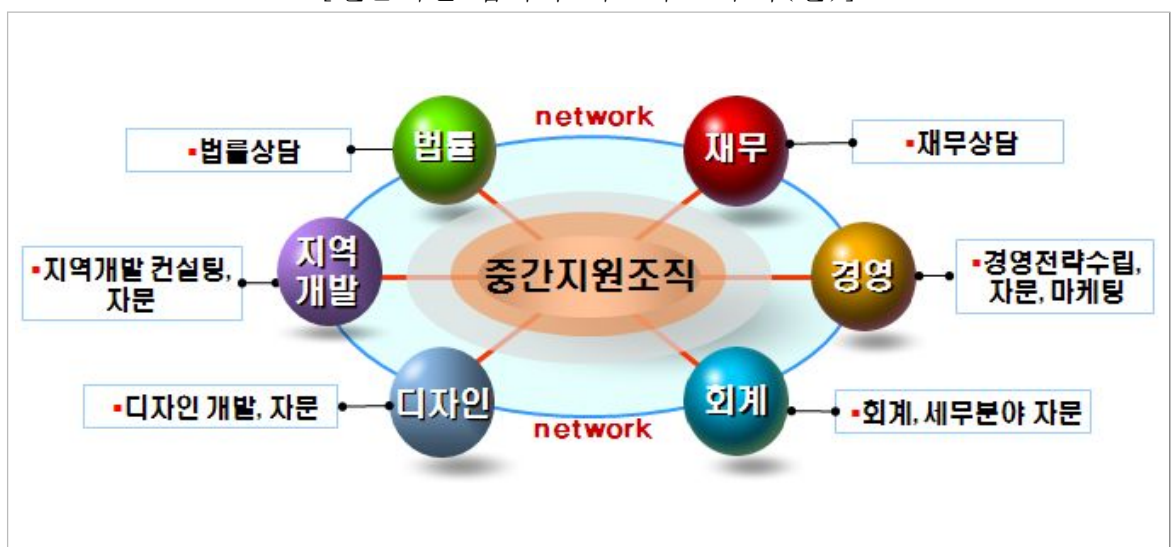 network
법률
재무
▪법률상담
▪재무상담
지역
개발
▪지역개발 컨설팅,
자문
중간지원조직
경영
▪경영전략수립,
자문, 마케팅
디자인
▪디자인 개발, 자문
회계
▪회계, 세무분야 자문
network